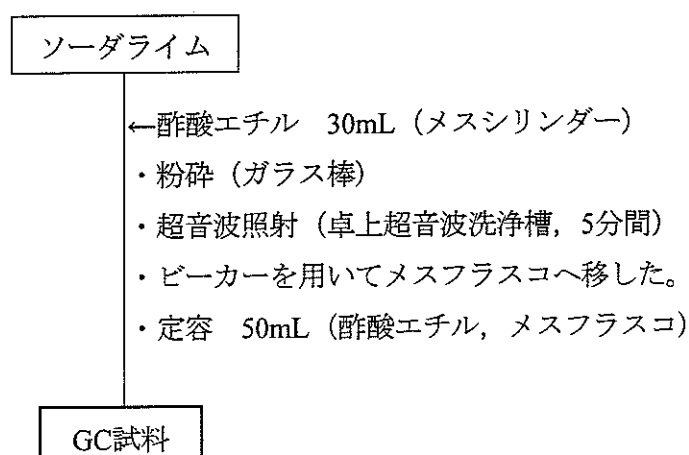 ソーダライム
←酢酸エチル 30mL(メスシリンダー)
・粉砕(ガラス棒)
・超音波照射(卓上超音波洗浄槽,5分間)
・ビーカーを用いてメスフラスコへ移した。
・定容 50mL(酢酸エチル,メスフラスコ)
GC試料